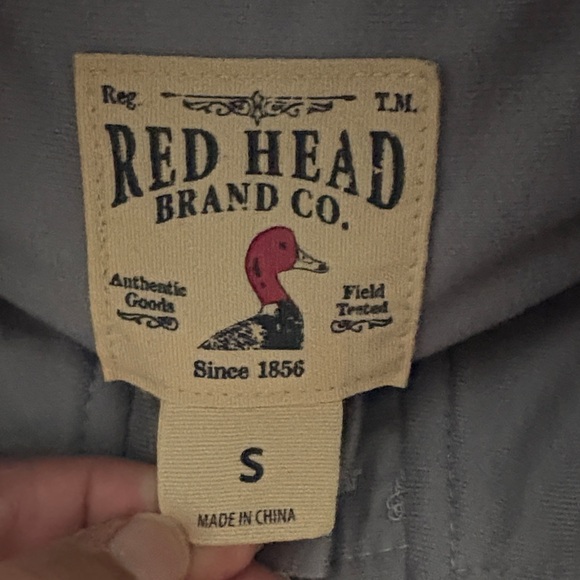 Reg. T.M.
RED HEAD
BRAND CO.
Authentic
Goods
Field
Tested
Since 1856
S
MADE IN CHINA